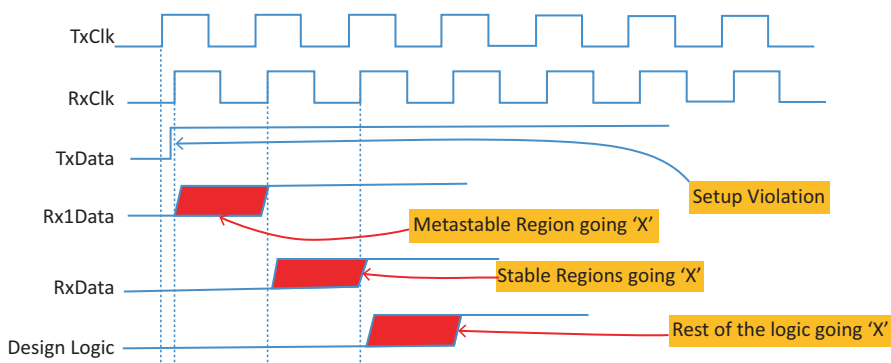 TxClk
RxClk
TxData
Setup Violation
Rx1Data
Metastable Region going ‘X’
RxData
Stable Regions going ‘X’
Design Logic
Rest of the logic going ‘X’